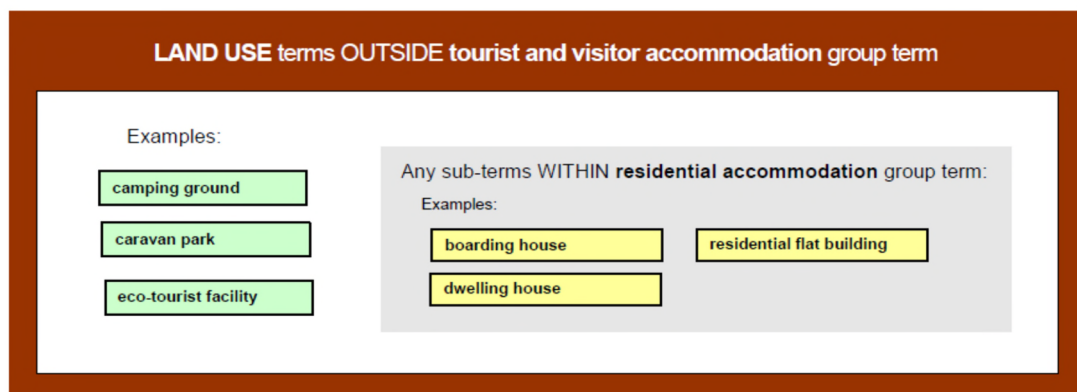 LAND USE terms OUTSIDE tourist and visitor accommodation group term
Examples:
camping ground
caravan park
eco-tourist facility
Any sub-terms WITHIN residential accommodation group term:
Examples:
boarding house
residential flat building
dwelling house